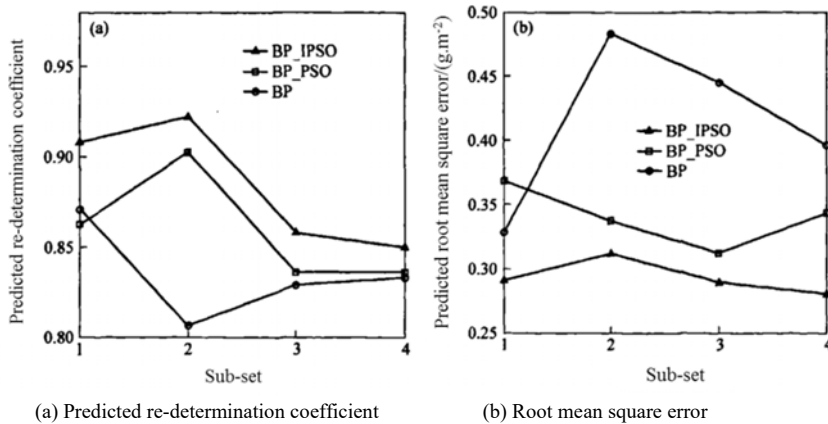 (a)
BP_IPSO
BP_PSO
BP
0.95
0.90
0.85
0.80
1
2
3
4
Predicted re-determination coefficient
Sub-set
(b)
BP_IPSO
BP_PSO
BP
0.50
0.45
0.40
0.35
0.30
0.25
1
2
3
4
Predicted root mean square error/(g.m-2)
Sub-set
(a) Predicted re-determination coefficient
(b) Root mean square error